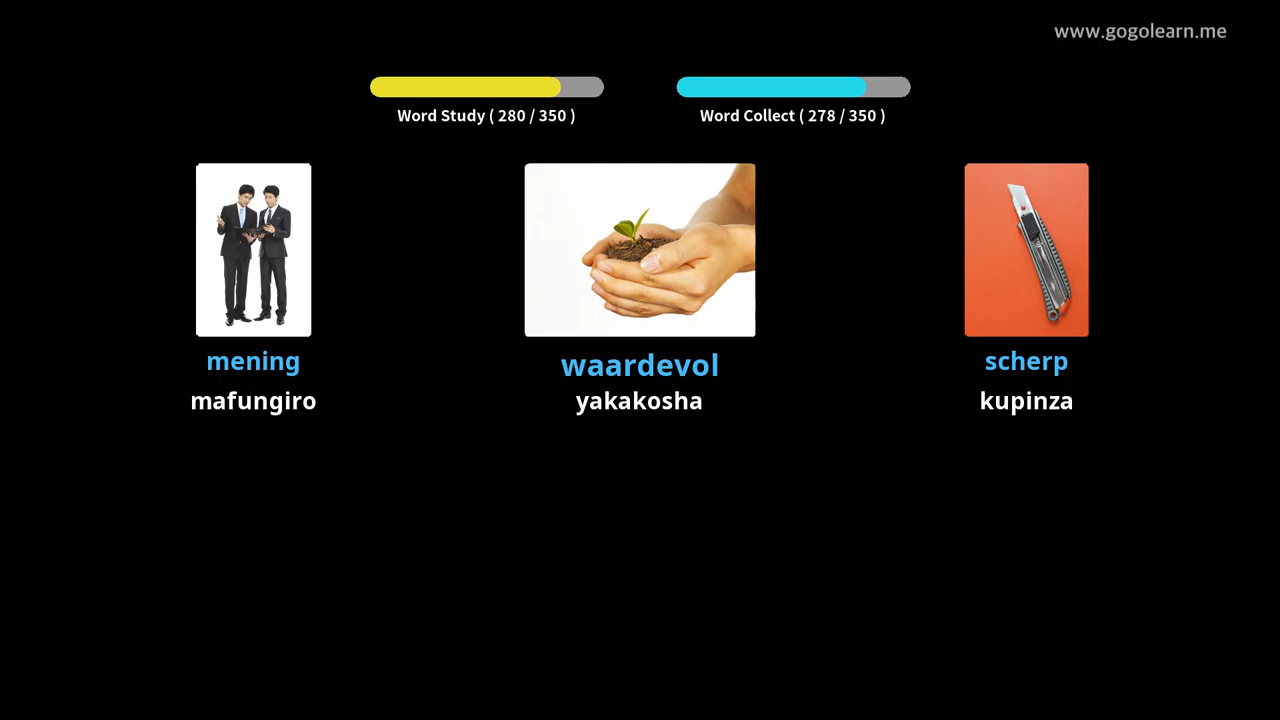 www.gogolearn.me
Word Study ( 280 / 350 )
Word Collect ( 278 / 350 )
mening
waardevol
scherp
mafungiro
yakakosha
kupinza